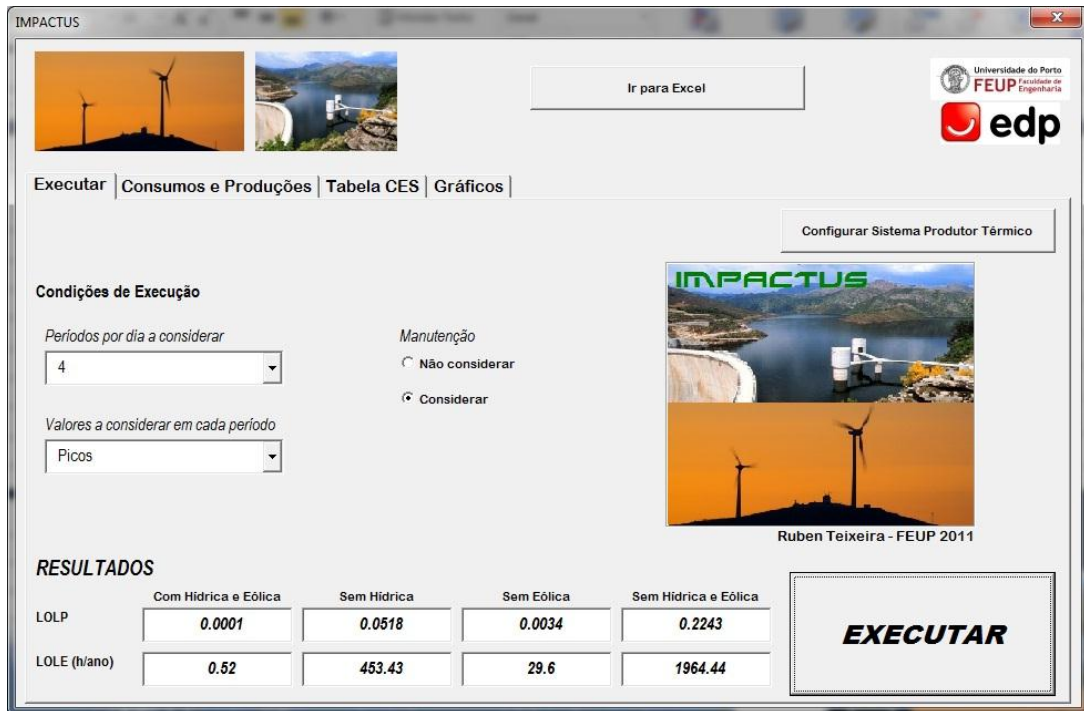 IMPACTUS
Ir para Excel
Universidade do Porto
FEUP Faculdade de
Engenharia
edp
Executar Consumos e Produções Tabela CES Gráficos
Configurar Sistema Produtor Térmico
IMPACTUS
Condições de Execução
Períodos por dia a considerar
4
Manutenção
Não considerar
Considerar
Valores a considerar em cada período
Picos
Ruben Teixeira - FEUP 2011
RESULTADOS
Com Hídrica e Eólica Sem Hídrica Sem Eólica Sem Hídrica e Eólica
LOLP 0.0001 0.0518 0.0034 0.2243
LOLE (h/ano) 0.52 453.43 29.6 1964.44
EXECUTAR